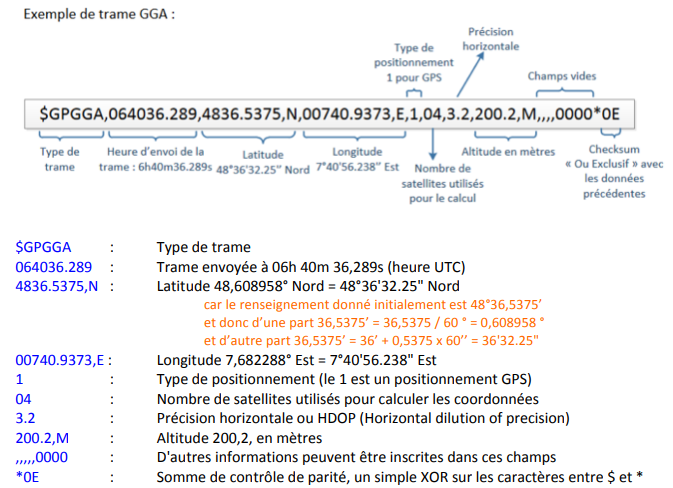 Exemple de trame GGA :
Précision
horizontale
Type de
positionnement
1 pour GPS
Champs vides
$GPGGA,064036.289,4836.5375,N,00740.9373,E,1,04,3.2,200.2,M,,,,0000*0E
Type de
trame
Heure d'envoi de la
trame : 6h40m36.289s
Latitude
48°36'32.25" Nord
Longitude
7°40'56.238" Est
Nombre de
satellites utilisés
pour le calcul
Altitude en mètres
Checksum
« Ou Exclusif » avec
les données
précédentes
$GPGGA : Type de trame
064036.289 : Trame envoyée à 06h 40m 36,289s (heure UTC)
4836.5375,N : Latitude 48,608958° Nord = 48°36'32.25" Nord
car le renseignement donné initialement est 48°36,5375’
et donc d’une part 36,5375’ = 36,5375 / 60 ° = 0,608958 °
et d’autre part 36,5375’ = 36’ + 0,5375 x 60’’ = 36'32.25"
00740.9373,E : Longitude 7,682288° Est = 7°40'56.238" Est
1 : Type de positionnement (le 1 est un positionnement GPS)
04 : Nombre de satellites utilisés pour calculer les coordonnées
3.2 : Précision horizontale ou HDOP (Horizontal dilution of precision)
200.2,M : Altitude 200,2, en mètres
,,,,,0000 : D'autres informations peuvent être inscrites dans ces champs
*0E : Somme de contrôle de parité, un simple XOR sur les caractères entre $ et *